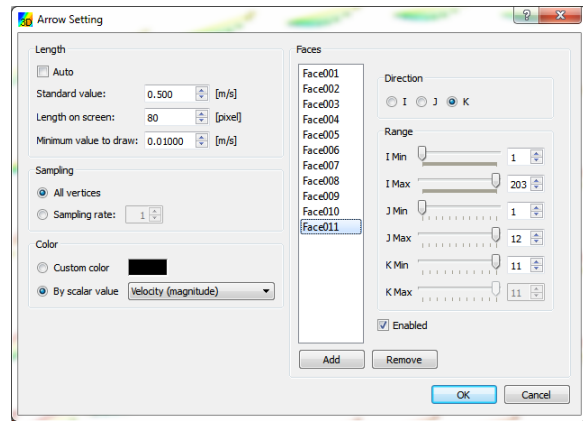 3D Arrow Setting
Length
Auto
Standard value: 0.500 [m/s]
Length on screen: 80 [pixel]
Minimum value to draw: 0.01000 [m/s]
Sampling
All vertices
Sampling rate: 1
Color
Custom color
By scalar value Velocity (magnitude)
Faces
Face001
Face002
Face003
Face004
Face005
Face006
Face007
Face008
Face009
Face010
Face011
Direction
I J K
Range
I Min 1
I Max 203
J Min 1
J Max 12
K Min 11
K Max 11
Enabled
Add Remove
OK Cancel